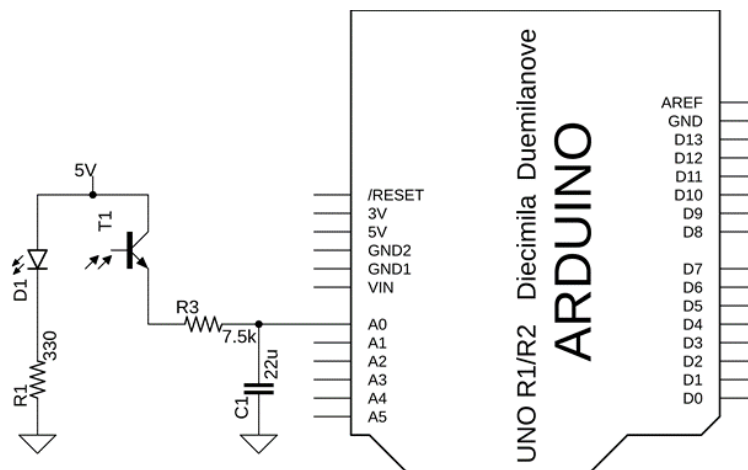 5V
T1
D1
330
R1
R3
7.5k
22u
C1
/RESET
3V
5V
GND2
GND1
VIN
A0
A1
A2
A3
A4
A5
UNO R1/R2 Diecimila Duemilanove
ARDUINO
AREF
GND
D13
D12
D11
D10
D9
D8
D7
D6
D5
D4
D3
D2
D1
D0